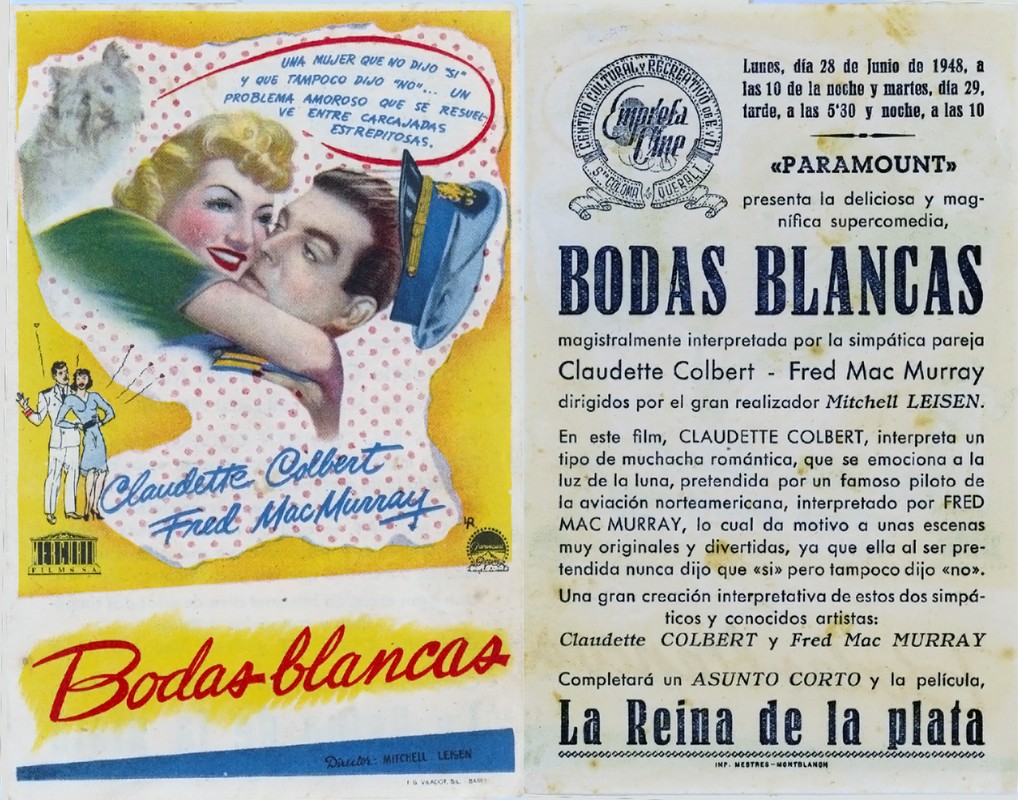 UNA MUJER QUE NO DIJO "SI"
Y QUE TAMPOCO DIJO "NO"... UN
PROBLEMA AMOROSO QUE SE RESUEL-
VE ENTRE CARCAJADAS
ESTREPITOSAS.
Claudette Colbert
Fred MacMurray
FILMS S.A.
Paramount
Bodas blancas
Director: MITCHELL LEISEN
CENTRO CULTURAL Y RECREATIVO DE E. Y D.
Empresa
Cine
STA COLOMA DE QUERALT
Lunes, día 28 de Junio de 1948, a
las 10 de la noche y martes, día 29,
tarde, a las 5'30 y noche, a las 10
«PARAMOUNT»
presenta la deliciosa y mag-
nífica supercomedia,
BODAS BLANCAS
magistralmente interpretada por la simpática pareja
Claudette Colbert - Fred Mac Murray
dirigidos por el gran realizador Mitchell LEISEN.
En este film, CLAUDETTE COLBERT, interpreta un
tipo de muchacha romántica, que se emociona a la
luz de la luna, pretendida por un famoso piloto de
la aviación norteamericana, interpretado por FRED
MAC MURRAY, lo cual da motivo a unas escenas
muy originales y divertidas, ya que ella al ser pre-
tendida nunca dijo que «si» pero tampoco dijo «no».
Una gran creación interpretativa de estos dos simpá-
ticos y conocidos artistas:
Claudette COLBERT y Fred Mac MURRAY
Completará un ASUNTO CORTO y la película,
La Reina de la plata
IMP. MESTRES-MONTBLANCH